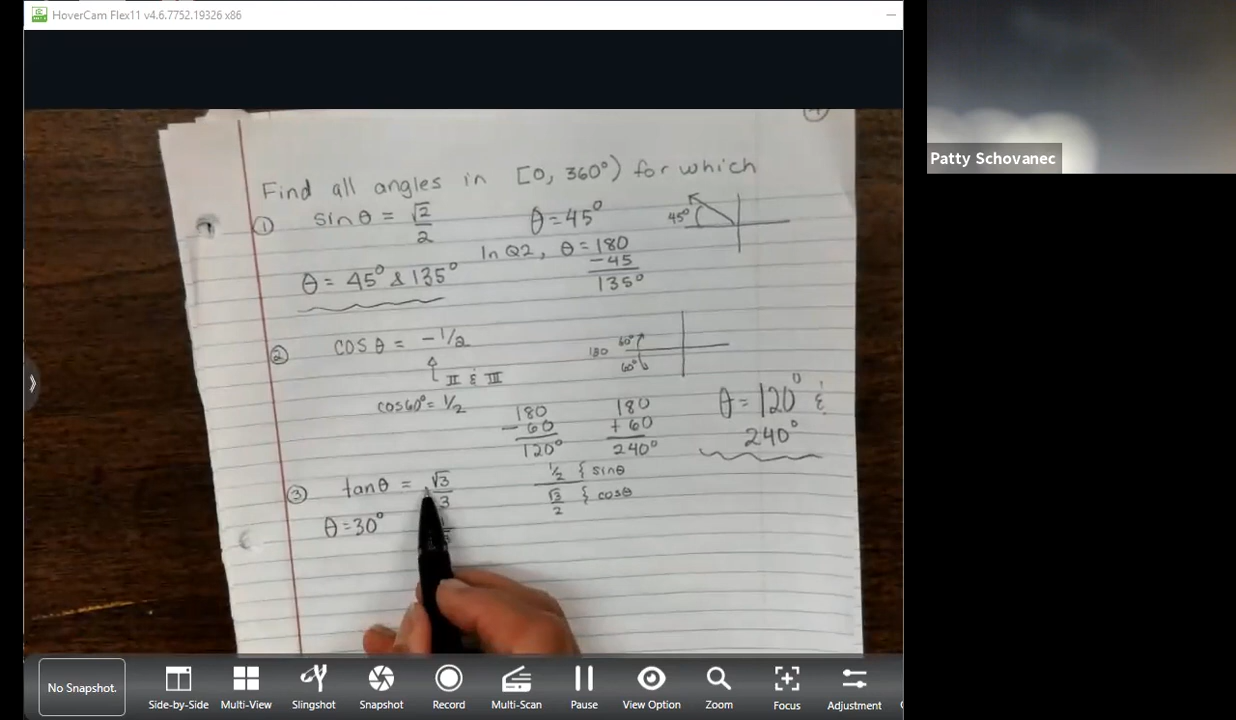 HoverCam Flex11 v4.6.7752.19326 x86
Patty Schovanec
4
Find all angles in [0, 360°) for which
① sin θ = √2/2 θ = 45° 45°
In Q2, θ = 180
- 45
135°
θ = 45° & 135°
② cos θ = - 1/2
180 60°
60°
II & III
cos 60° = 1/2
180 180
- 60 + 60
120° 240°
θ = 120° &
240°
③ tan θ = √3/3
1/2 { sin θ
√3/2 { cos θ
θ = 30°
No Snapshot.
Side-by-Side Multi-View Slingshot Snapshot Record Multi-Scan Pause View Option Zoom Focus Adjustment